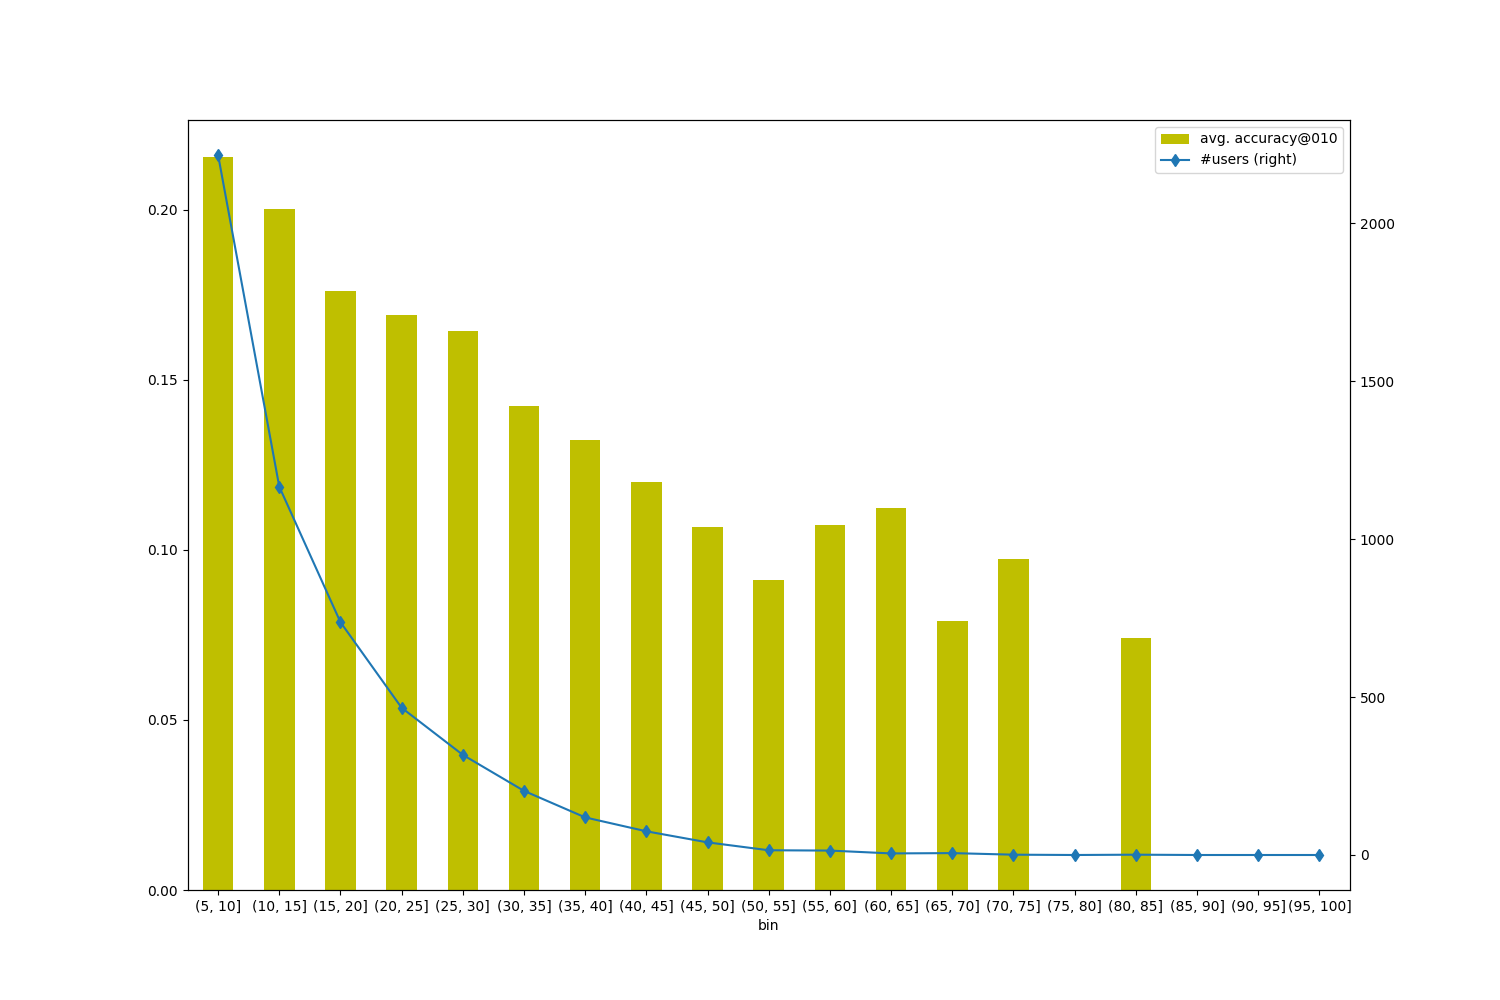 avg. accuracy@010
#users (right)
0.20
0.15
0.10
0.05
0.00
2000
1500
1000
500
0
(5, 10] (10, 15] (15, 20] (20, 25] (25, 30] (30, 35] (35, 40] (40, 45] (45, 50] (50, 55] (55, 60] (60, 65] (65, 70] (70, 75] (75, 80] (80, 85] (85, 90] (90, 95] (95, 100]
bin